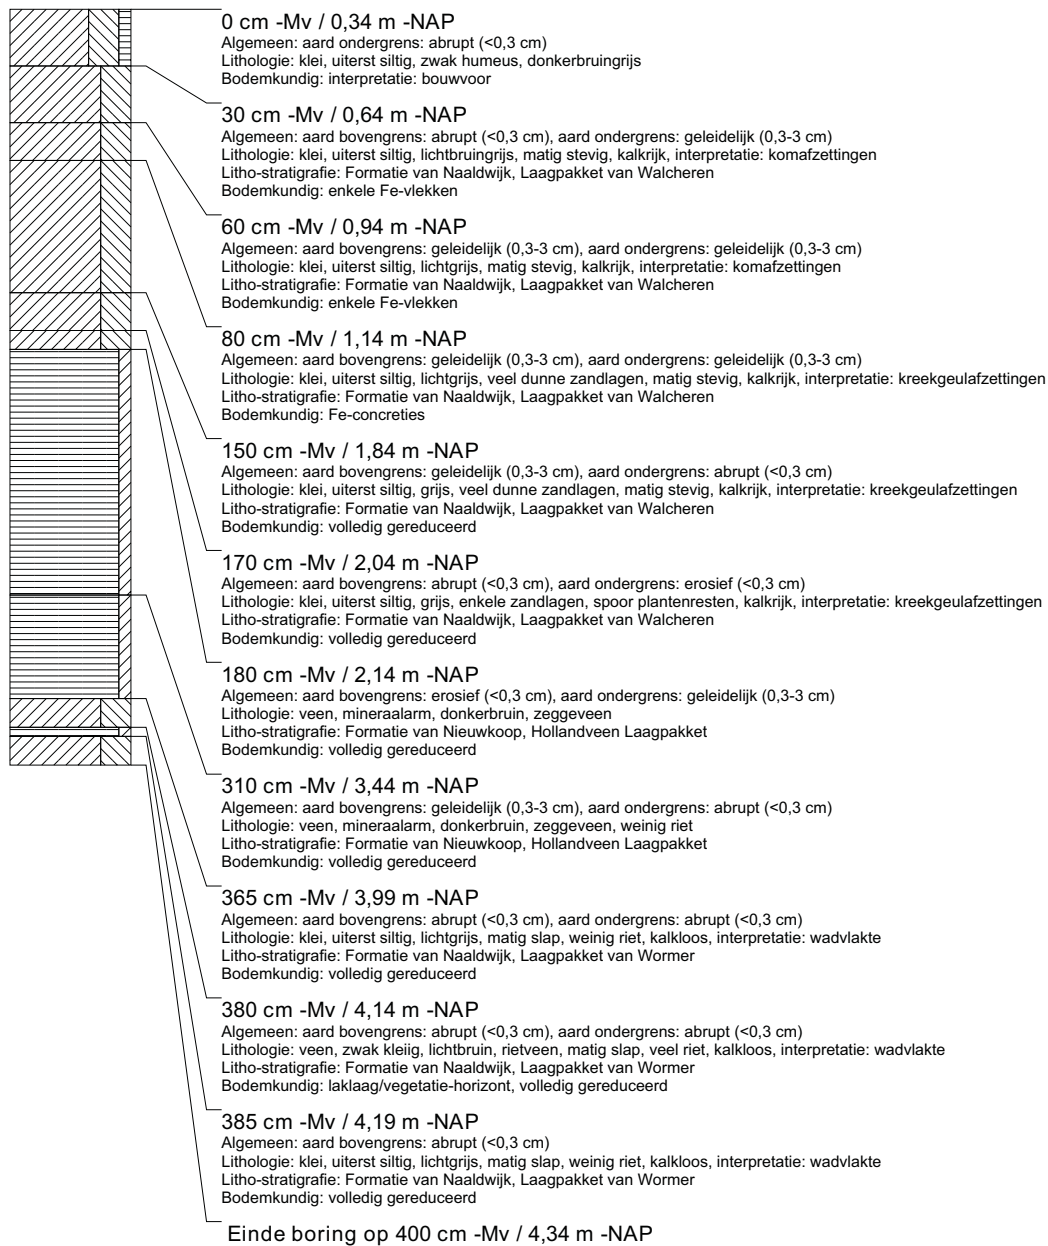 0 cm -Mv / 0,34 m -NAP
Algemeen: aard ondergrens: abrupt (<0,3 cm)
Lithologie: klei, uiterst siltig, zwak humeus, donkerbruingrijs
Bodemkundig: interpretatie: bouwvoor
30 cm -Mv / 0,64 m -NAP
Algemeen: aard bovengrens: abrupt (<0,3 cm), aard ondergrens: geleidelijk (0,3-3 cm)
Lithologie: klei, uiterst siltig, lichtbruingrijs, matig stevig, kalkrijk, interpretatie: komafzettingen
Litho-stratigrafie: Formatie van Naaldwijk, Laagpakket van Walcheren
Bodemkundig: enkele Fe-vlekken
60 cm -Mv / 0,94 m -NAP
Algemeen: aard bovengrens: geleidelijk (0,3-3 cm), aard ondergrens: geleidelijk (0,3-3 cm)
Lithologie: klei, uiterst siltig, lichtgrijs, matig stevig, kalkrijk, interpretatie: komafzettingen
Litho-stratigrafie: Formatie van Naaldwijk, Laagpakket van Walcheren
Bodemkundig: enkele Fe-vlekken
80 cm -Mv / 1,14 m -NAP
Algemeen: aard bovengrens: geleidelijk (0,3-3 cm), aard ondergrens: geleidelijk (0,3-3 cm)
Lithologie: klei, uiterst siltig, lichtgrijs, veel dunne zandlagen, matig stevig, kalkrijk, interpretatie: kreekgeulafzettingen
Litho-stratigrafie: Formatie van Naaldwijk, Laagpakket van Walcheren
Bodemkundig: Fe-concreties
150 cm -Mv / 1,84 m -NAP
Algemeen: aard bovengrens: geleidelijk (0,3-3 cm), aard ondergrens: abrupt (<0,3 cm)
Lithologie: klei, uiterst siltig, grijs, veel dunne zandlagen, matig stevig, kalkrijk, interpretatie: kreekgeulafzettingen
Litho-stratigrafie: Formatie van Naaldwijk, Laagpakket van Walcheren
Bodemkundig: volledig gereduceerd
170 cm -Mv / 2,04 m -NAP
Algemeen: aard bovengrens: abrupt (<0,3 cm), aard ondergrens: erosief (<0,3 cm)
Lithologie: klei, uiterst siltig, grijs, enkele zandlagen, spoor plantenresten, kalkrijk, interpretatie: kreekgeulafzettingen
Litho-stratigrafie: Formatie van Naaldwijk, Laagpakket van Walcheren
Bodemkundig: volledig gereduceerd
180 cm -Mv / 2,14 m -NAP
Algemeen: aard bovengrens: erosief (<0,3 cm), aard ondergrens: geleidelijk (0,3-3 cm)
Lithologie: veen, mineraalarm, donkerbruin, zeggeveen
Litho-stratigrafie: Formatie van Nieuwkoop, Hollandveen Laagpakket
Bodemkundig: volledig gereduceerd
310 cm -Mv / 3,44 m -NAP
Algemeen: aard bovengrens: geleidelijk (0,3-3 cm), aard ondergrens: abrupt (<0,3 cm)
Lithologie: veen, mineraalarm, donkerbruin, zeggeveen, weinig riet
Litho-stratigrafie: Formatie van Nieuwkoop, Hollandveen Laagpakket
Bodemkundig: volledig gereduceerd
365 cm -Mv / 3,99 m -NAP
Algemeen: aard bovengrens: abrupt (<0,3 cm), aard ondergrens: abrupt (<0,3 cm)
Lithologie: klei, uiterst siltig, lichtgrijs, matig slap, weinig riet, kalkloos, interpretatie: wadvlakte
Litho-stratigrafie: Formatie van Naaldwijk, Laagpakket van Wormer
Bodemkundig: volledig gereduceerd
380 cm -Mv / 4,14 m -NAP
Algemeen: aard bovengrens: abrupt (<0,3 cm), aard ondergrens: abrupt (<0,3 cm)
Lithologie: veen, zwak kleiig, lichtbruin, rietveen, matig slap, veel riet, kalkloos, interpretatie: wadvlakte
Litho-stratigrafie: Formatie van Naaldwijk, Laagpakket van Wormer
Bodemkundig: laklaag/vegetatie-horizont, volledig gereduceerd
385 cm -Mv / 4,19 m -NAP
Algemeen: aard bovengrens: abrupt (<0,3 cm)
Lithologie: klei, uiterst siltig, lichtgrijs, matig slap, weinig riet, kalkloos, interpretatie: wadvlakte
Litho-stratigrafie: Formatie van Naaldwijk, Laagpakket van Wormer
Bodemkundig: volledig gereduceerd
Einde boring op 400 cm -Mv / 4,34 m -NAP